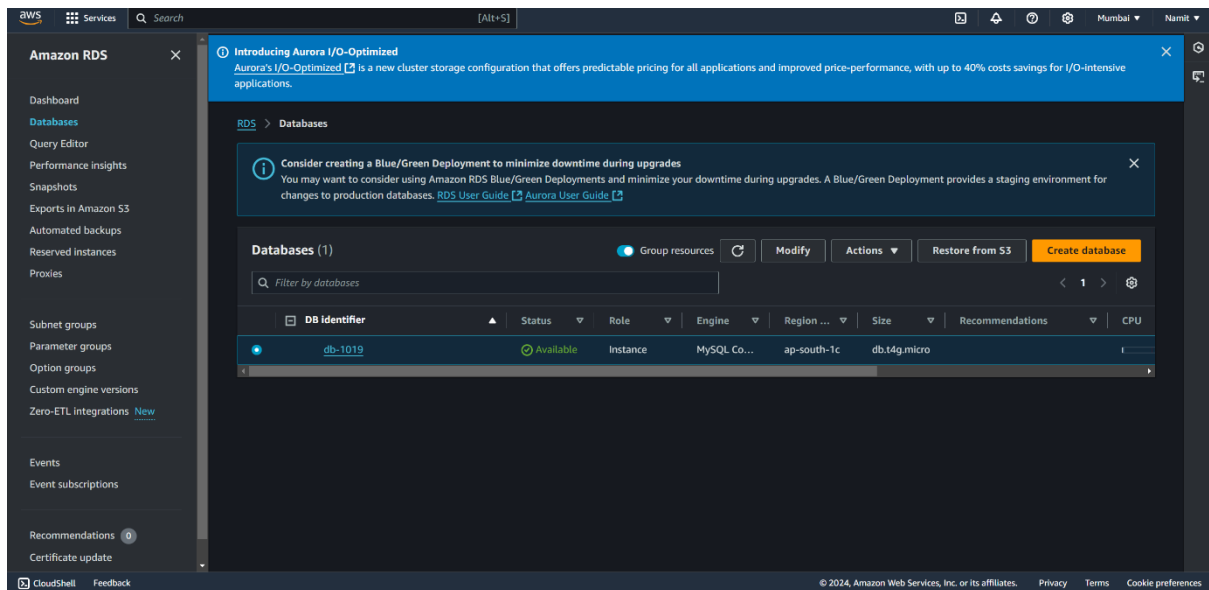 aws Services Search [Alt+S] Mumbai ▼ Namit ▼
Amazon RDS
Dashboard
Databases
Query Editor
Performance insights
Snapshots
Exports in Amazon S3
Automated backups
Reserved instances
Proxies
Subnet groups
Parameter groups
Option groups
Custom engine versions
Zero-ETL integrations New
Events
Event subscriptions
Recommendations 0
Certificate update
Introducing Aurora I/O-Optimized
Aurora's I/O-Optimized is a new cluster storage configuration that offers predictable pricing for all applications and improved price-performance, with up to 40% costs savings for I/O-intensive
applications.
RDS > Databases
Consider creating a Blue/Green Deployment to minimize downtime during upgrades
You may want to consider using Amazon RDS Blue/Green Deployments and minimize your downtime during upgrades. A Blue/Green Deployment provides a staging environment for
changes to production databases. RDS User Guide Aurora User Guide
Databases (1) Group resources Modify Actions ▼ Restore from S3 Create database
Filter by databases < 1 >
DB identifier Status Role Engine Region ... Size Recommendations CPU
db-1019 Available Instance MySQL Co... ap-south-1c db.t4g.micro
CloudShell Feedback © 2024, Amazon Web Services, Inc. or its affiliates. Privacy Terms Cookie preferences